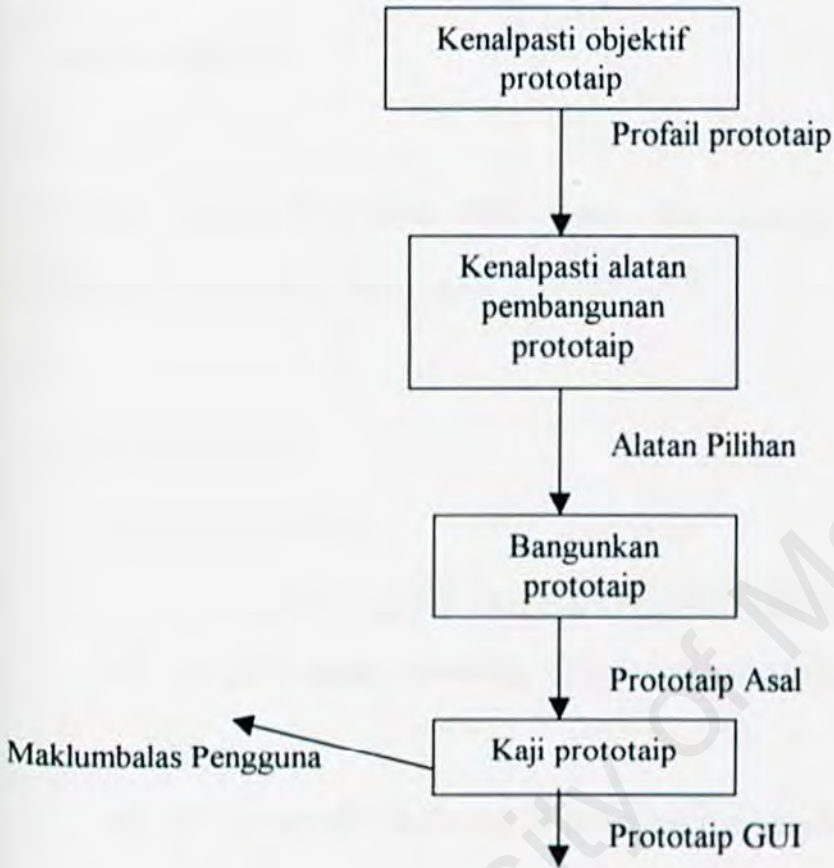 Kenalpasti objektif
prototaip
Profail prototaip
Kenalpasti alatan
pembangunan
prototaip
Alatan Pilihan
Bangunkan
prototaip
Prototaip Asal
Maklumbalas Pengguna
Kaji prototaip
Prototaip GUI